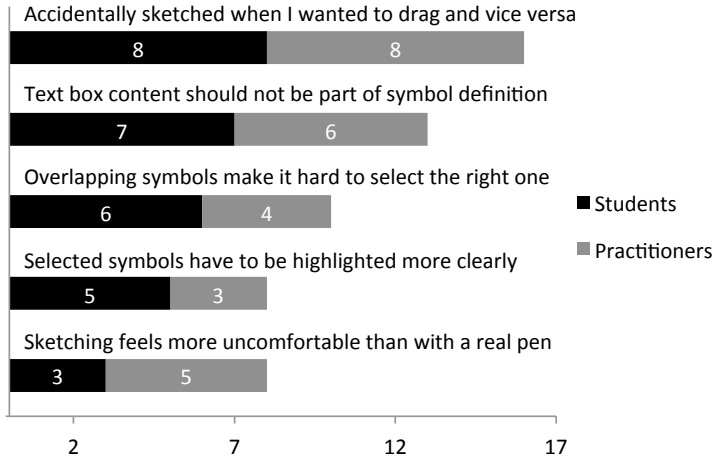 Accidentally sketched when I wanted to drag and vice versa
8 8
Text box content should not be part of symbol definition
7 6
Overlapping symbols make it hard to select the right one
6 4
Students
Practitioners
Selected symbols have to be highlighted more clearly
5 3
Sketching feels more uncomfortable than with a real pen
3 5
2 7 12 17